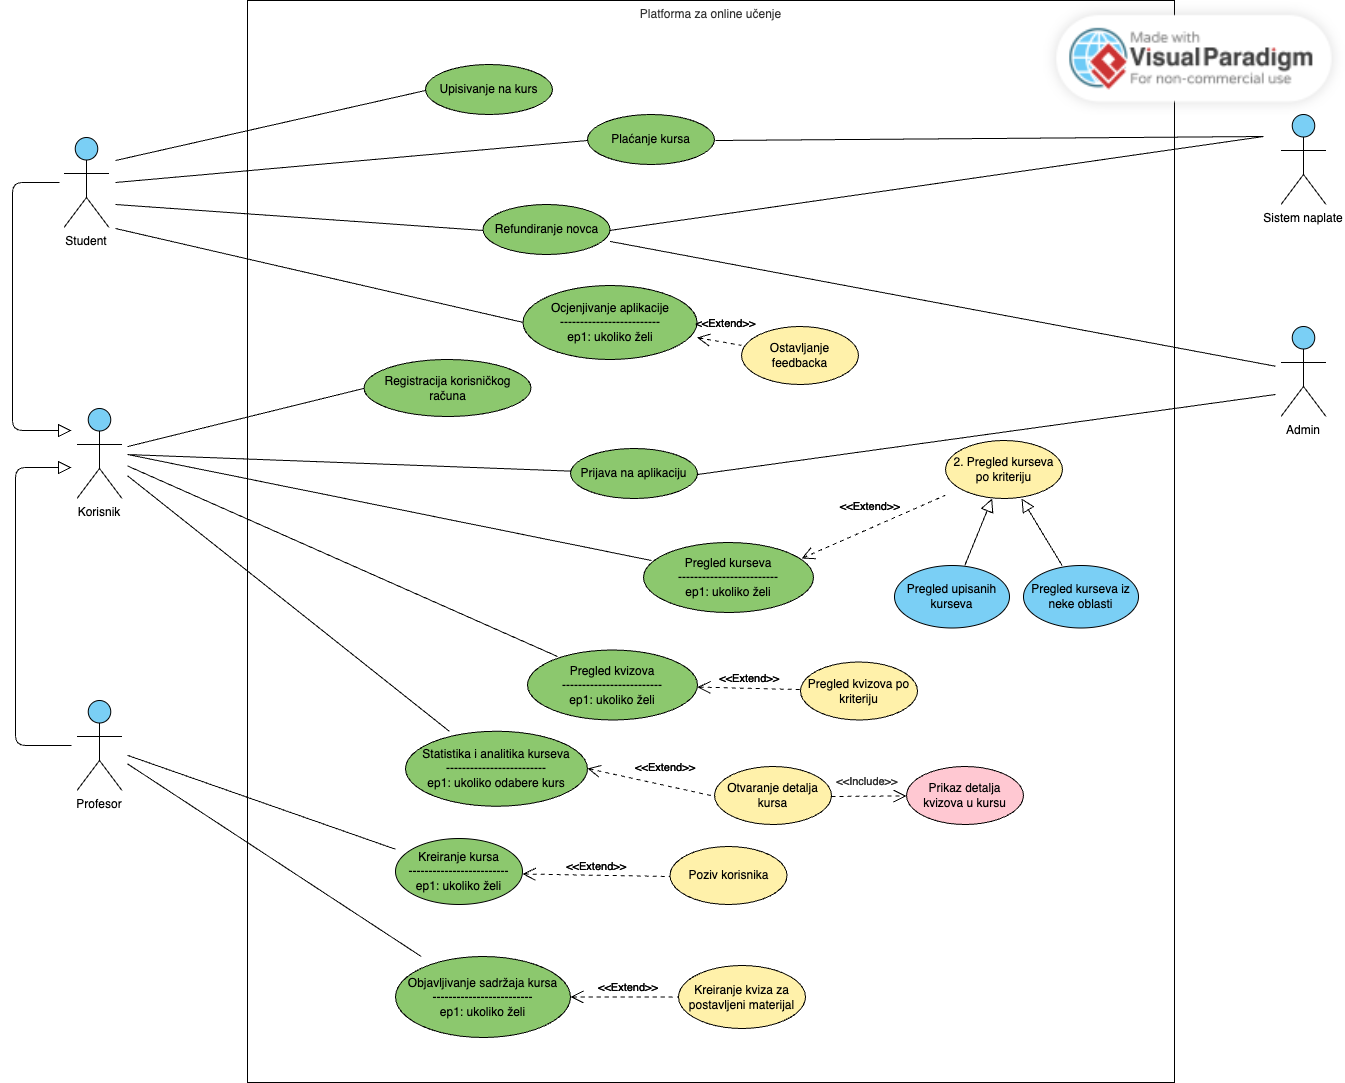 Platforma za online učenje
Made with
Visual Paradigm
For non-commercial use
Upisivanje na kurs
Plaćanje kursa
Sistem naplate
Student
Refundiranje novca
Ocjenjivanje aplikacije
-------------------------
ep1: ukoliko želi
<<Extend>>
Ostavljanje
feedbacka
Registracija korisničkog
računa
Admin
Prijava na aplikaciju
2. Pregled kurseva
po kriteriju
Korisnik
<<Extend>>
Pregled kurseva
-------------------------
ep1: ukoliko želi
Pregled upisanih
kurseva
Pregled kurseva iz
neke oblasti
Pregled kvizova
-------------------------
ep1: ukoliko želi
<<Extend>>
Pregled kvizova po
kriteriju
Statistika i analitika kurseva
-------------------------
ep1: ukoliko odabere kurs
<<Extend>>
Otvaranje detalja
kursa
<<Include>>
Prikaz detalja
kvizova u kursu
Profesor
Kreiranje kursa
-------------------------
ep1: ukoliko želi
<<Extend>>
Poziv korisnika
Objavljivanje sadržaja kursa
-------------------------
ep1: ukoliko želi
<<Extend>>
Kreiranje kviza za
postavljeni materijal